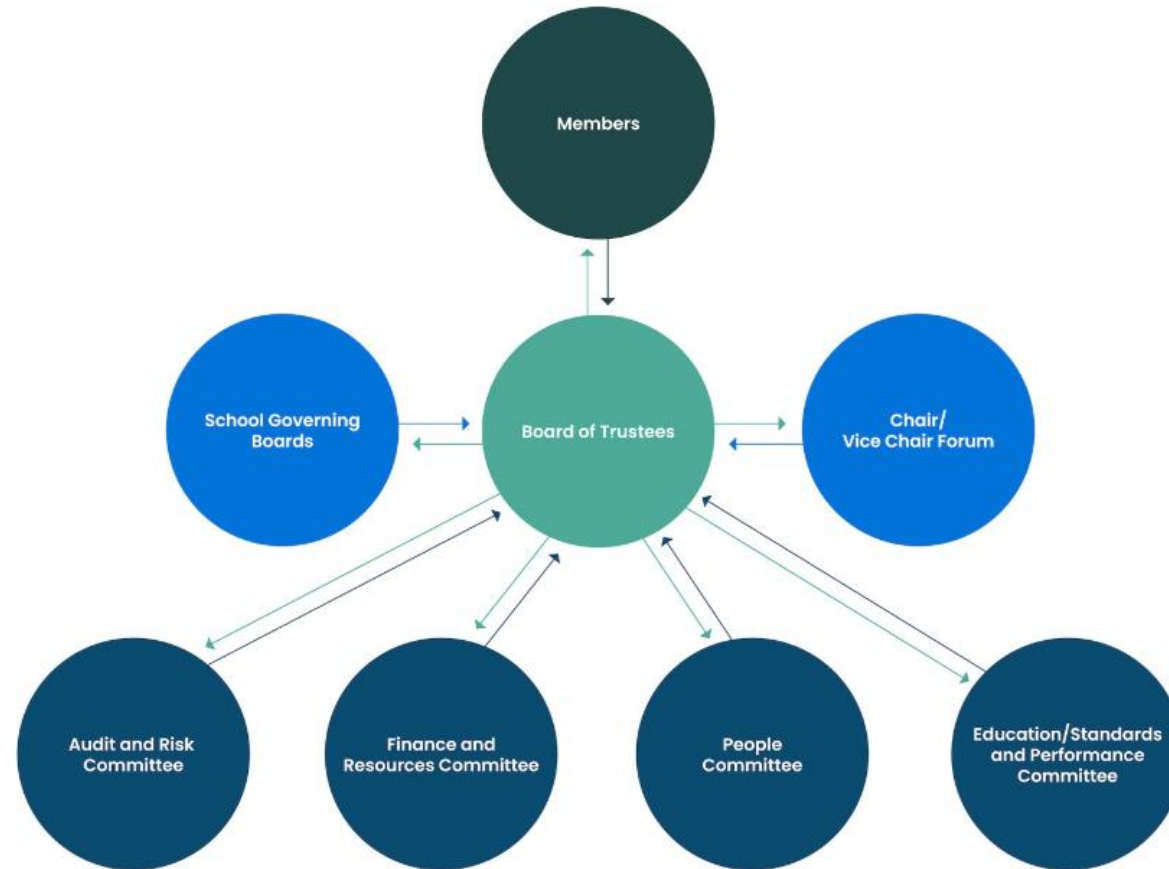 Members
School Governing
Boards
Board of Trustees
Chair/
Vice Chair Forum
Audit and Risk
Committee
Finance and
Resources Committee
People
Committee
Education/Standards
and Performance
Committee